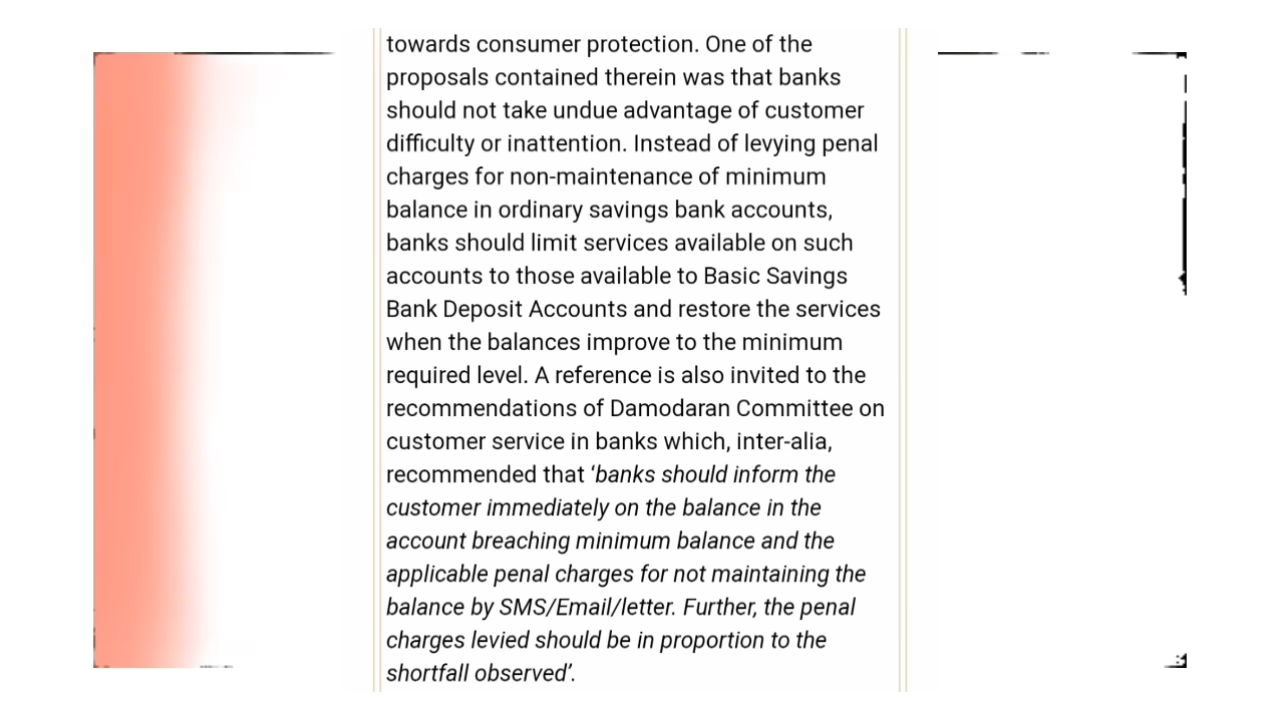 towards consumer protection. One of the
proposals contained therein was that banks
should not take undue advantage of customer
difficulty or inattention. Instead of levying penal
charges for non-maintenance of minimum
balance in ordinary savings bank accounts,
banks should limit services available on such
accounts to those available to Basic Savings
Bank Deposit Accounts and restore the services
when the balances improve to the minimum
required level. A reference is also invited to the
recommendations of Damodaran Committee on
customer service in banks which, inter-alia,
recommended that ‘banks should inform the
customer immediately on the balance in the
account breaching minimum balance and the
applicable penal charges for not maintaining the
balance by SMS/Email/letter. Further, the penal
charges levied should be in proportion to the
shortfall observed’.